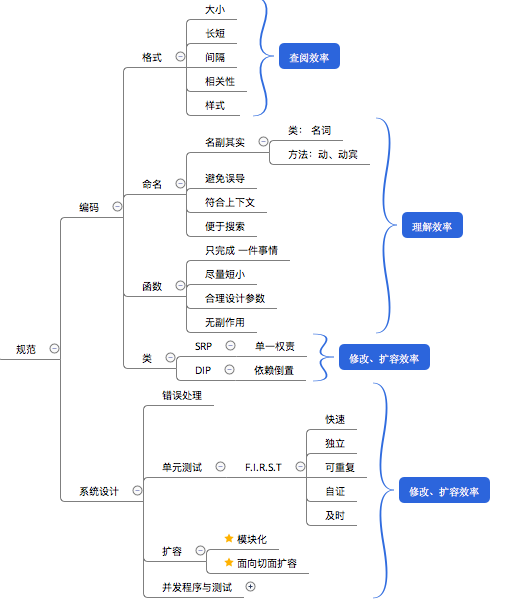 规范
编码
格式
大小
长短
间隔
相关性
样式
查阅效率
命名
名副其实
类： 名词
方法：动、动宾
避免误导
符合上下文
便于搜索
函数
只完成 一件事情
尽量短小
合理设计参数
无副作用
理解效率
类
SRP
单一权责
DIP
依赖倒置
修改、扩容效率
系统设计
错误处理
单元测试
F.I.R.S.T
快速
独立
可重复
自证
及时
扩容
模块化
面向切面扩容
并发程序与测试
修改、扩容效率